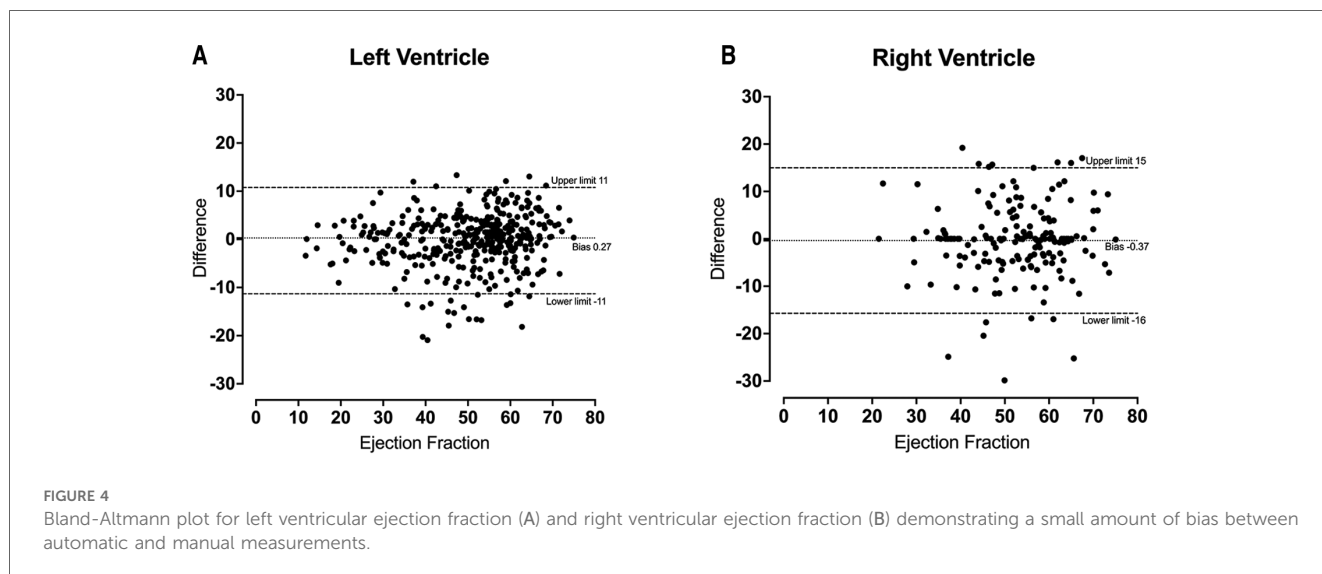 A
Left Ventricle
30
20
10
0
-10
-20
-30
Difference
Upper limit 11
Bias 0.27
Lower limit -11
0 10 20 30 40 50 60 70 80
Ejection Fraction
B
Right Ventricle
30
20
10
0
-10
-20
-30
Difference
Upper limit 15
Bias -0.37
Lower limit -16
0 10 20 30 40 50 60 70 80
Ejection Fraction
FIGURE 4
Bland-Altmann plot for left ventricular ejection fraction (A) and right ventricular ejection fraction (B) demonstrating a small amount of bias between
automatic and manual measurements.